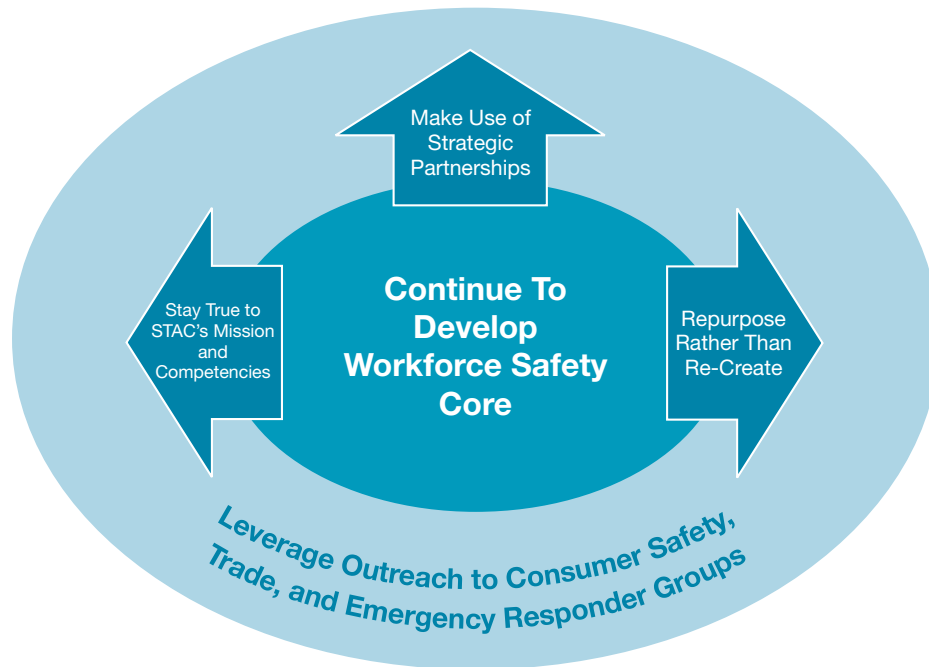 Make Use of
Strategic
Partnerships
Stay True to
STAC's Mission
and
Competencies
Continue To
Develop
Workforce Safety
Core
Repurpose
Rather Than
Re-Create
Leverage Outreach to Consumer Safety,
Trade, and Emergency Responder Groups